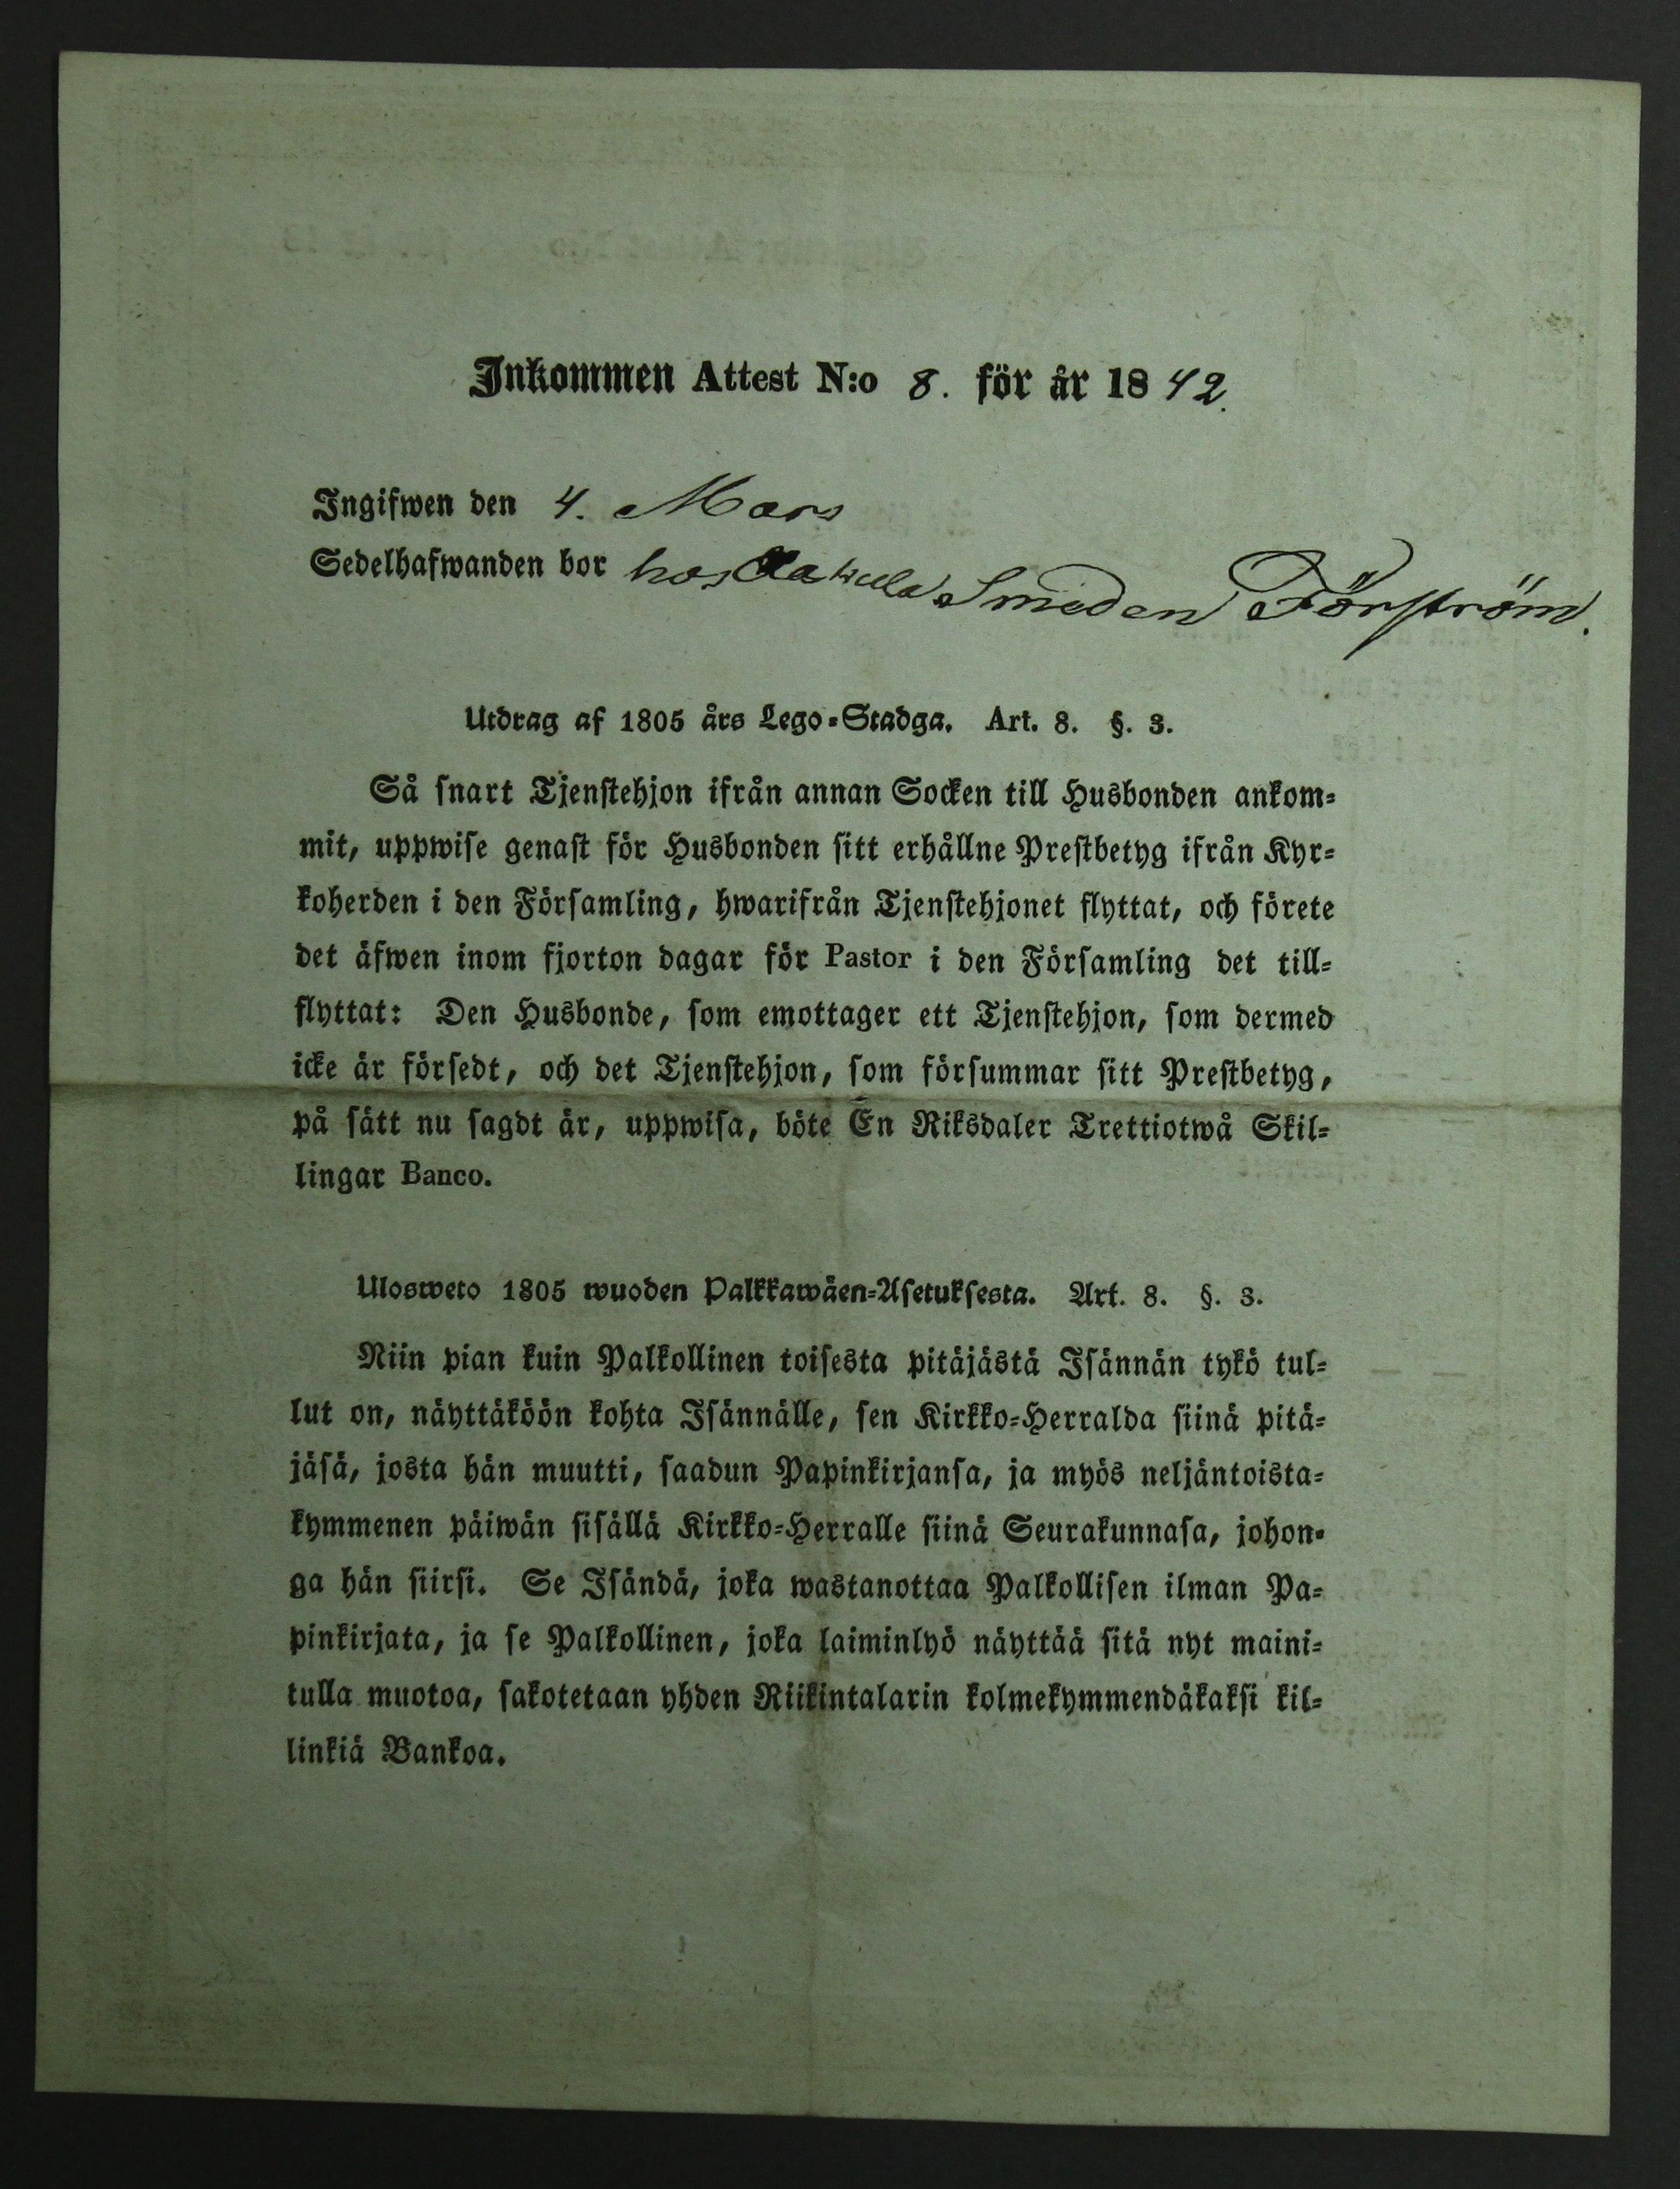 Inkommen Attest N:o 8. för år 1842.
Ingifwen den 4. Mars
Sedelhafwanden bor hos Smeden Förström.
Utdrag af 1805 års Lego-Stadga. Art. 8. §. 3.
Så snart Tjenstehjon ifrån annan Socken till Husbonden ankom-
mit, uppwise genast för Husbonden sitt erhållne Prestbetyg ifrån Kyr-
koherden i den Församling, hwarifrån Tjenstehjonet flyttat, och förete
det äfwen inom fjorton dagar för Pastor i den Församling det till-
flyttat: Den Husbonde, som emottager ett Tjenstehjon, som dermed
icke är försedt, och det Tjenstehjon, som försummar sitt Prestbetyg,
på sätt nu sagdt är, uppwisa, böte En Riksdaler Trettiotwå Skil-
lingar Banco.
Ulosweto 1805 wuoden Palkkawäen-Asetuksesta. Art. 8. §. 3.
Niin pian kuin Palkollinen toisesta pitäjästä Isännän tykö tul-
lut on, näyttäköön kohta Isännälle, sen Kirkko-Herralda siinä pitä-
jäsä, josta hän muutti, saadun Papinkirjansa, ja myös neljäntoista-
kymmenen päiwän sisällä Kirkko-Herralle siinä Seurakunnasa, johon-
ga hän siirsi. Se Isändä, joka wastanottaa Palkollisen ilman Pa-
pinkirjata, ja se Palkollinen, joka laiminlyö näyttää sitä nyt maini-
tulla muotoa, sakotetaan yhden Riikintalarin kolmekymmendäkaksi kil-
linkiä Bankoa.